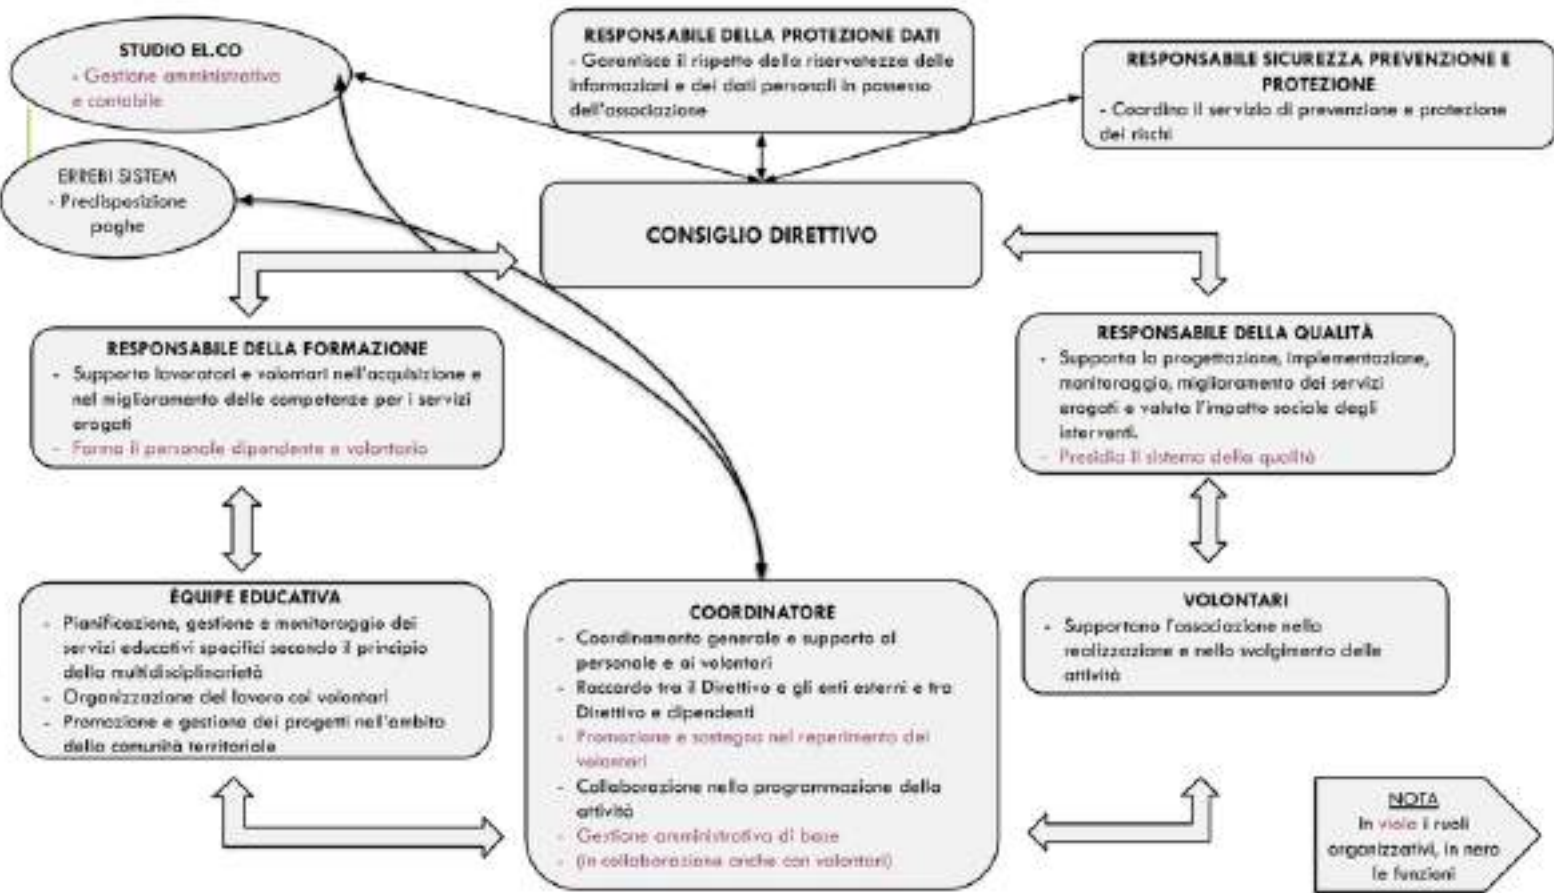 STUDIO EL.CO
- Gestione amministrativa
e contabile
ERREBI SISTEM
- Predisposizione
paghe
RESPONSABILE DELLA PROTEZIONE DATI
- Garantisce il rispetto della riservatezza delle
informazioni e dei dati personali in possesso
dell'associazione
RESPONSABILE SICUREZZA PREVENZIONE E
PROTEZIONE
- Coordina il servizio di prevenzione e protezione
dei rischi
CONSIGLIO DIRETTIVO
RESPONSABILE DELLA FORMAZIONE
- Supporta lavoratori e volontari nell'acquisizione e
nel miglioramento delle competenze per i servizi
erogati
- Forma il personale dipendente e volontario
RESPONSABILE DELLA QUALITÀ
- Supporta la progettazione, implementazione,
monitoraggio, miglioramento dei servizi
erogati e valuta l'impatto sociale degli
interventi.
- Presidia il sistema della qualità
ÉQUIPE EDUCATIVA
- Pianificazione, gestione e monitoraggio dei
servizi educativi specifici secondo il principio
della multidisciplinarietà
- Organizzazione del lavoro coi volontari
- Promozione e gestione dei progetti nell'ambito
della comunità territoriale
COORDINATORE
- Coordinamento generale e supporto al
personale e ai volontari
- Raccordo tra il Direttivo e gli enti esterni e tra
Direttivo e dipendenti
- Promozione e sostegno nel reperimento dei
volontari
- Collaborazione nella programmazione della
attività
- Gestione amministrativa di base
- (in collaborazione anche con volontari)
VOLONTARI
- Supportano l'associazione nella
realizzazione e nello svolgimento delle
attività
NOTA
In viola i ruoli
organizzativi, in nero
le funzioni